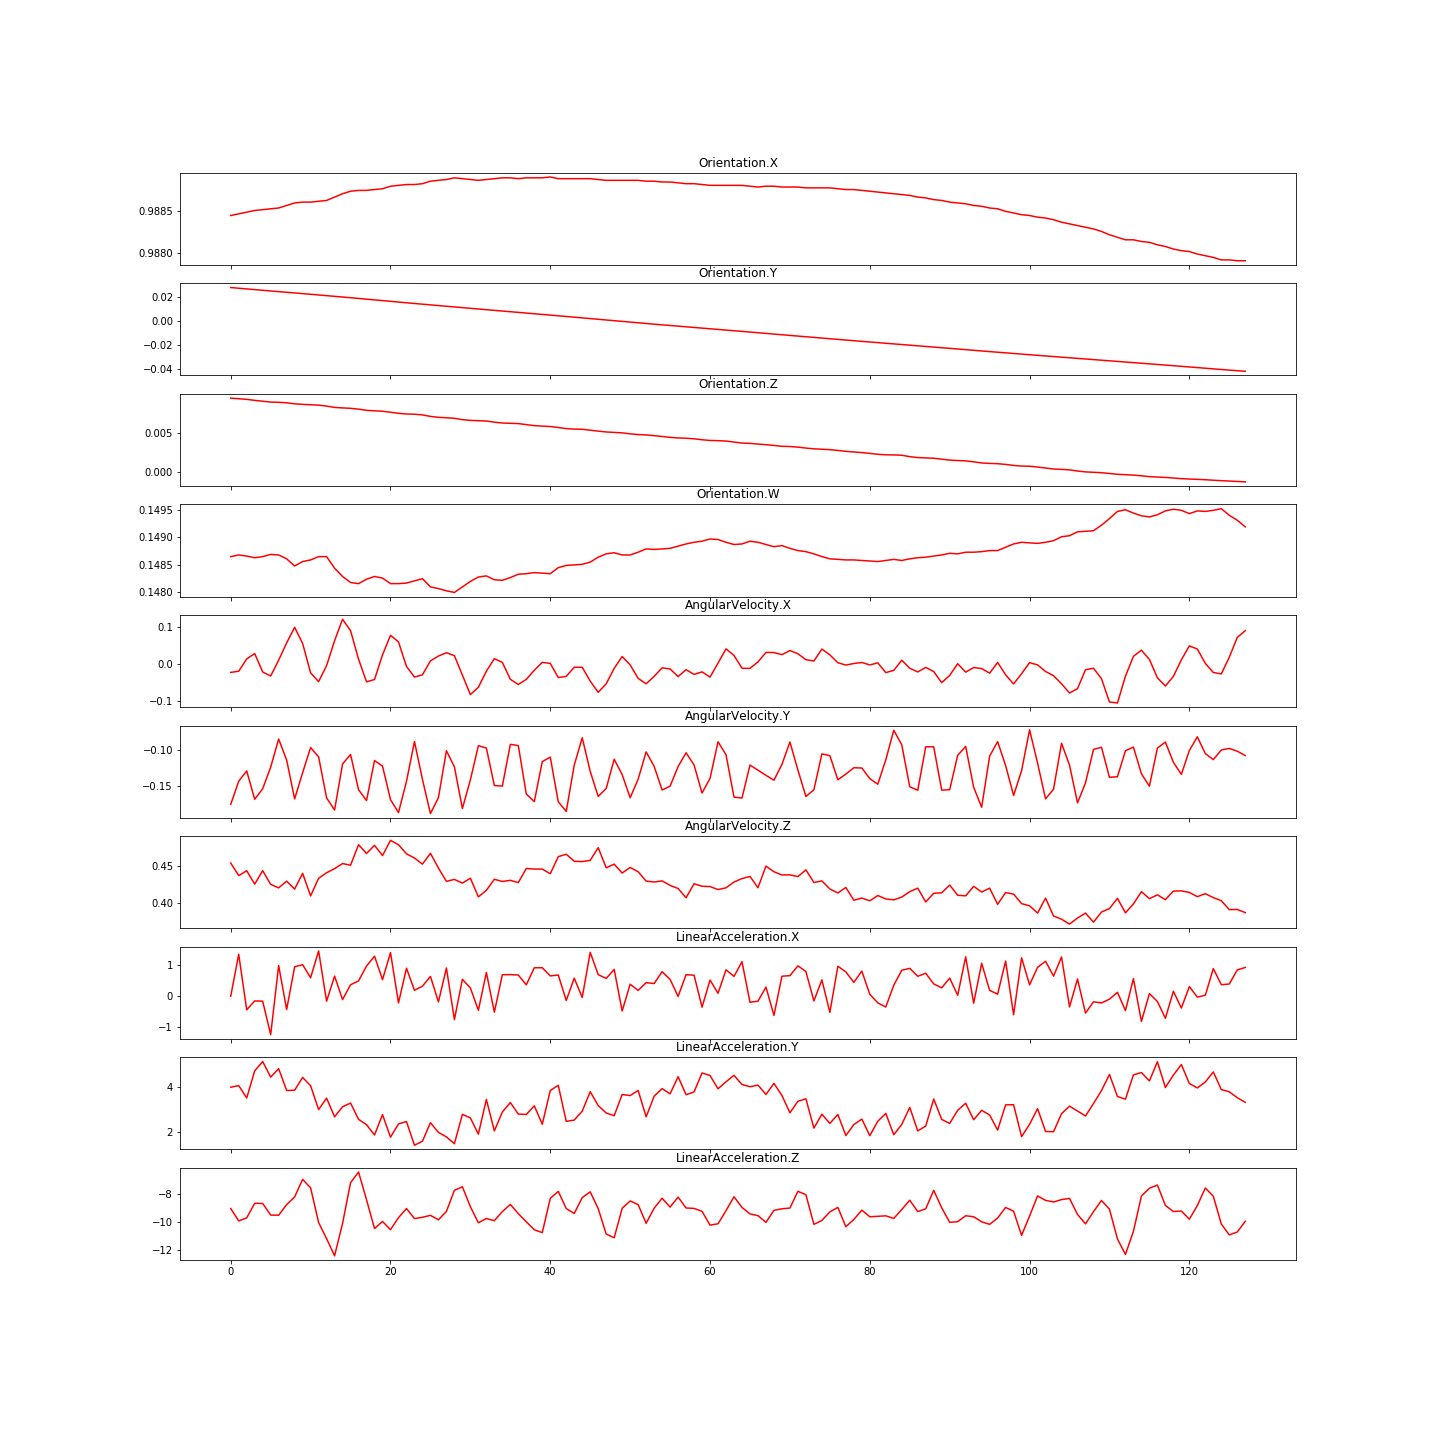 Orientation.X
0.9885
0.9880
Orientation.Y
0.02
0.00
−0.02
−0.04
Orientation.Z
0.005
0.000
Orientation.W
0.1495
0.1490
0.1485
0.1480
AngularVelocity.X
0.1
0.0
−0.1
AngularVelocity.Y
−0.10
−0.15
AngularVelocity.Z
0.45
0.40
LinearAcceleration.X
1
0
−1
LinearAcceleration.Y
4
2
LinearAcceleration.Z
−8
−10
−12
0 20 40 60 80 100 120